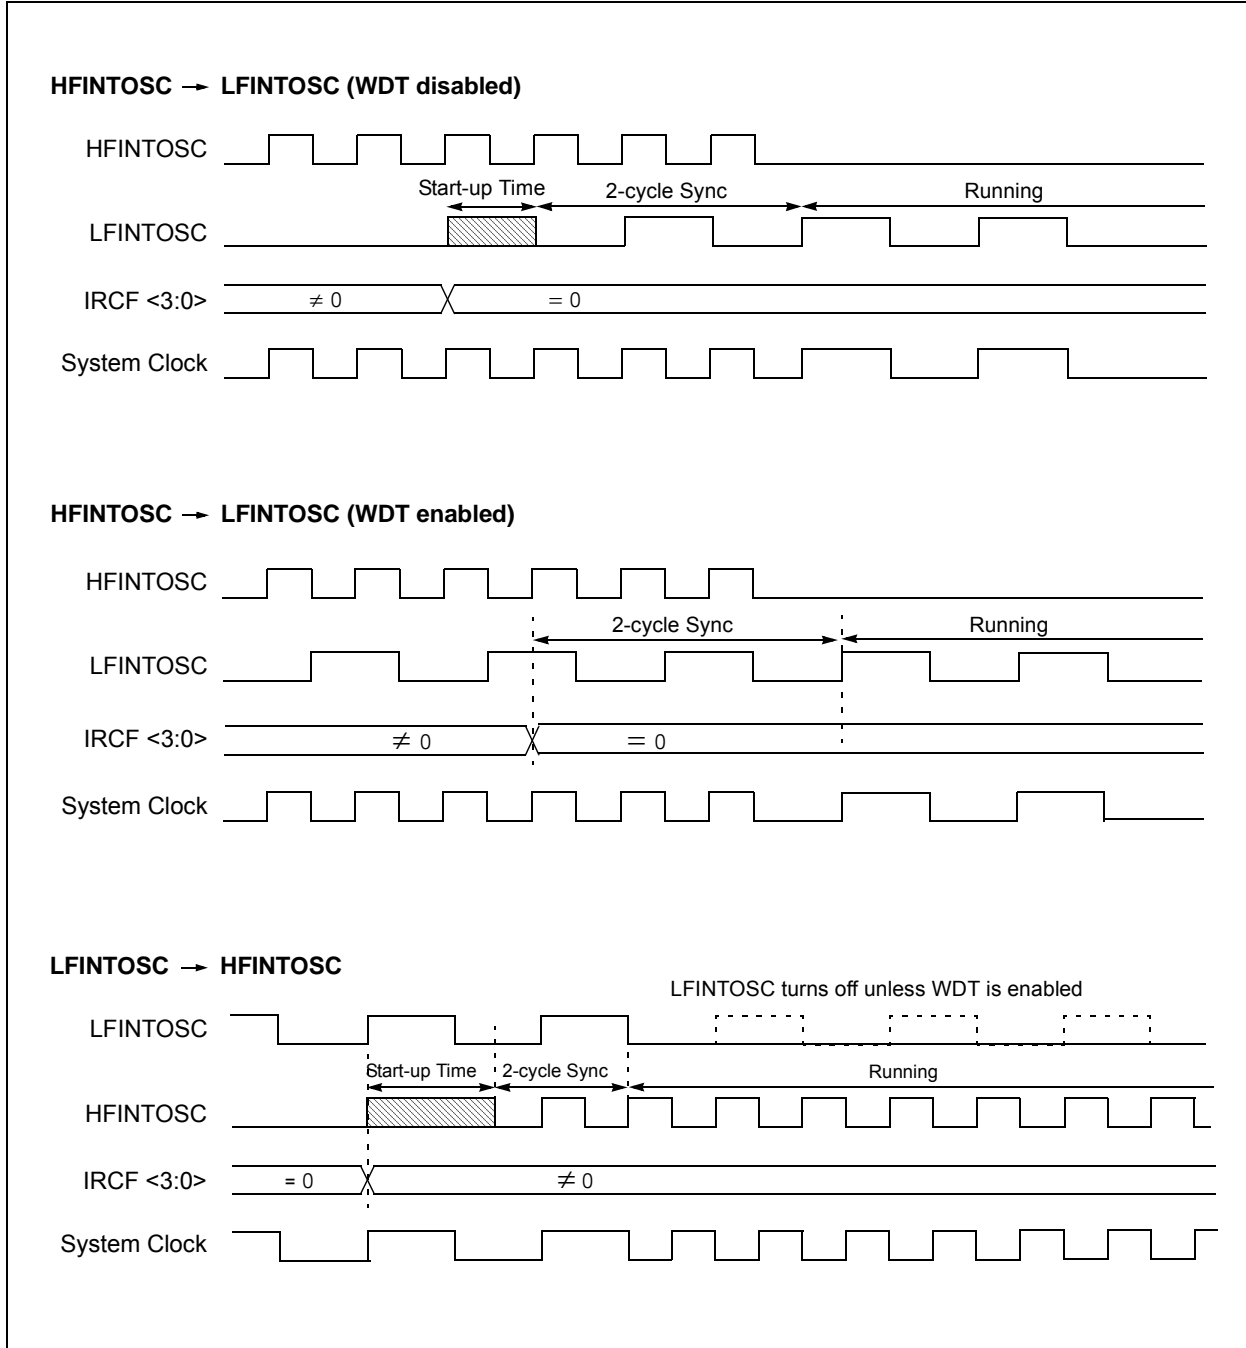 HFINTOSC → LFINTOSC (WDT disabled)
HFINTOSC
Start-up Time 2-cycle Sync Running
LFINTOSC
IRCF <3:0> ≠ 0 = 0
System Clock
HFINTOSC → LFINTOSC (WDT enabled)
HFINTOSC
2-cycle Sync Running
LFINTOSC
IRCF <3:0> ≠ 0 = 0
System Clock
LFINTOSC → HFINTOSC
LFINTOSC turns off unless WDT is enabled
LFINTOSC
Start-up Time 2-cycle Sync Running
HFINTOSC
IRCF <3:0> = 0 ≠ 0
System Clock